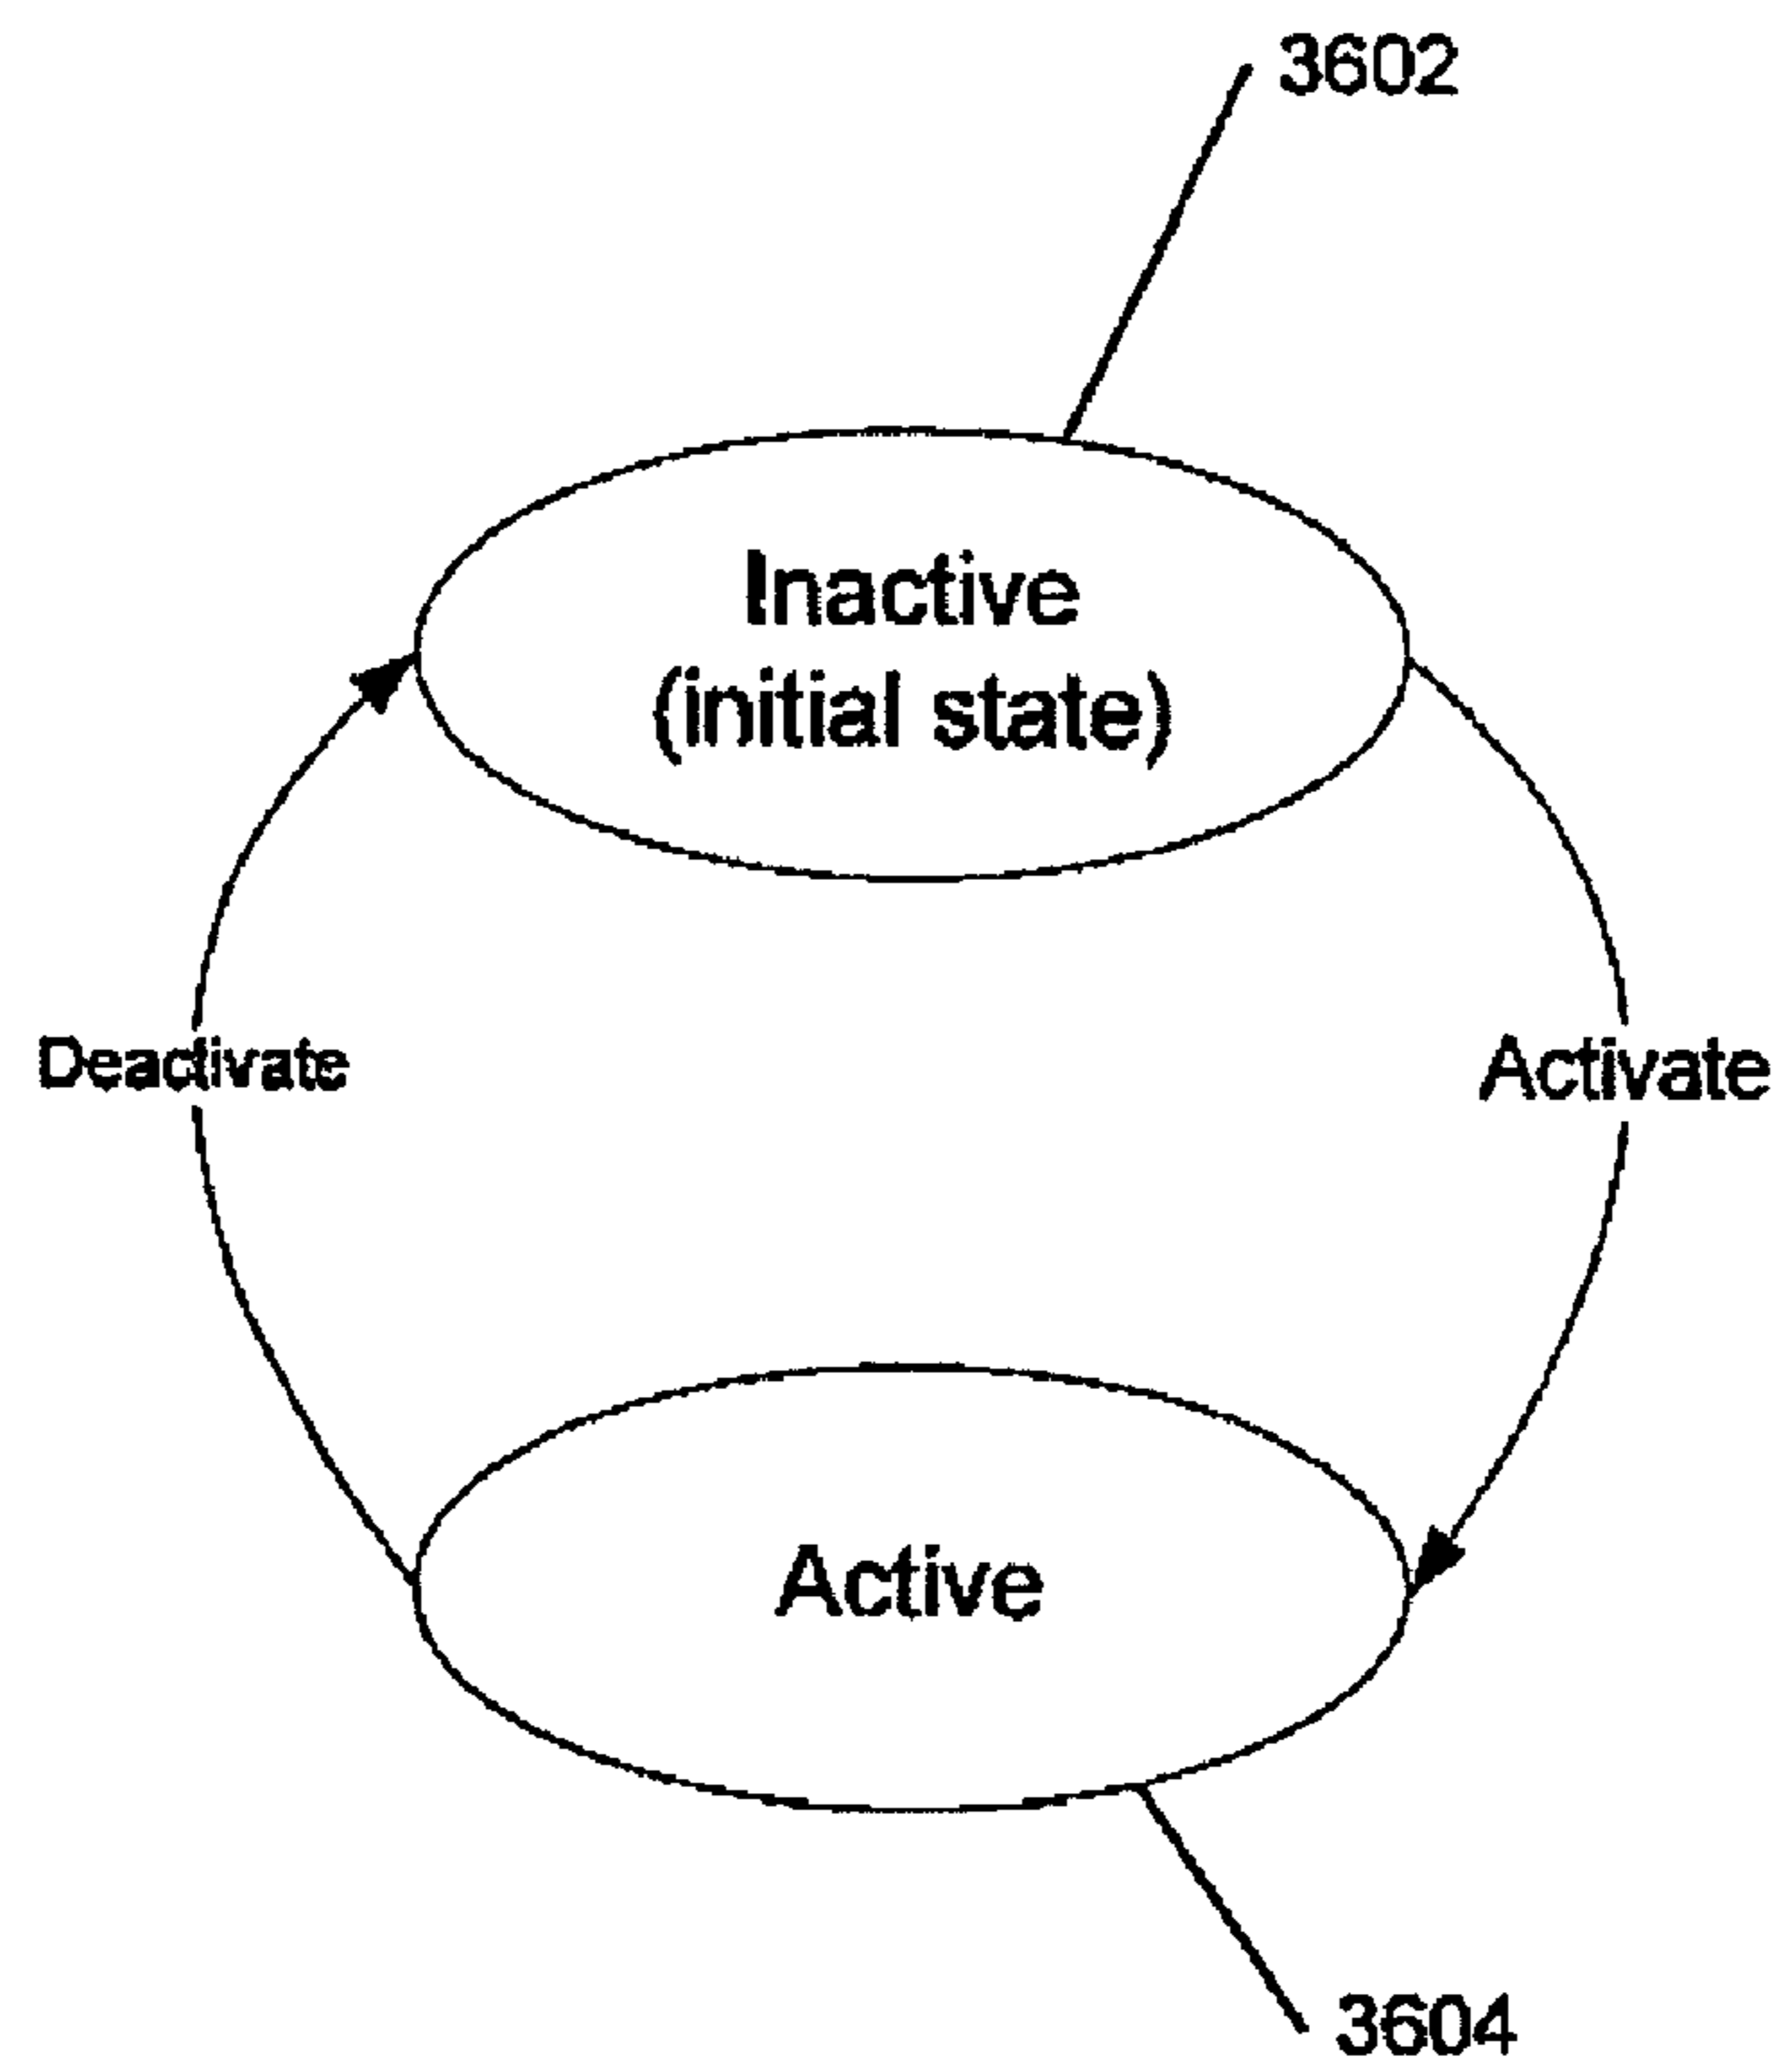 3602
Inactive
(initial state)
Deactivate
Activate
Active
3604